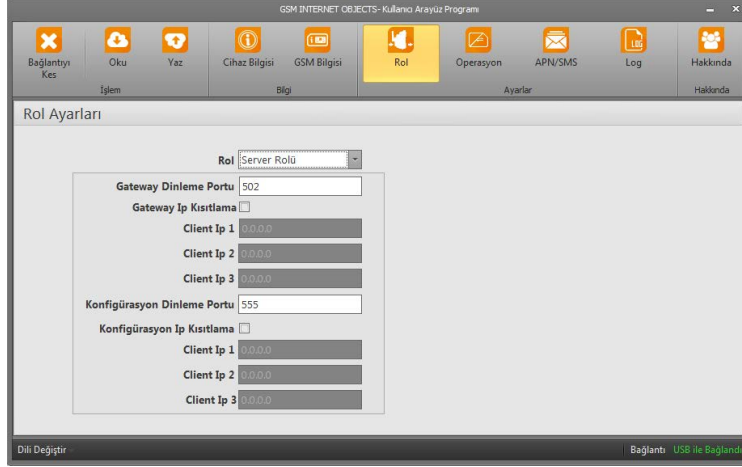 GSM INTERNET OBJECTS- Kullanıcı Arayüz Programı
Bağlantıyı Kes
Oku
Yaz
Cihaz Bilgisi
GSM Bilgisi
Rol
Operasyon
APN/SMS
Log
Hakkında
İşlem
Bilgi
Ayarlar
Hakkında
Rol Ayarları
Rol Server Rolü
Gateway Dinleme Portu 502
Gateway Ip Kısıtlama
Client Ip 1 0.0.0.0
Client Ip 2 0.0.0.0
Client Ip 3 0.0.0.0
Konfigürasyon Dinleme Portu 555
Konfigürasyon Ip Kısıtlama
Client Ip 1 0.0.0.0
Client Ip 2 0.0.0.0
Client Ip 3 0.0.0.0
Dili Değiştir
Bağlantı USB ile Bağlandı